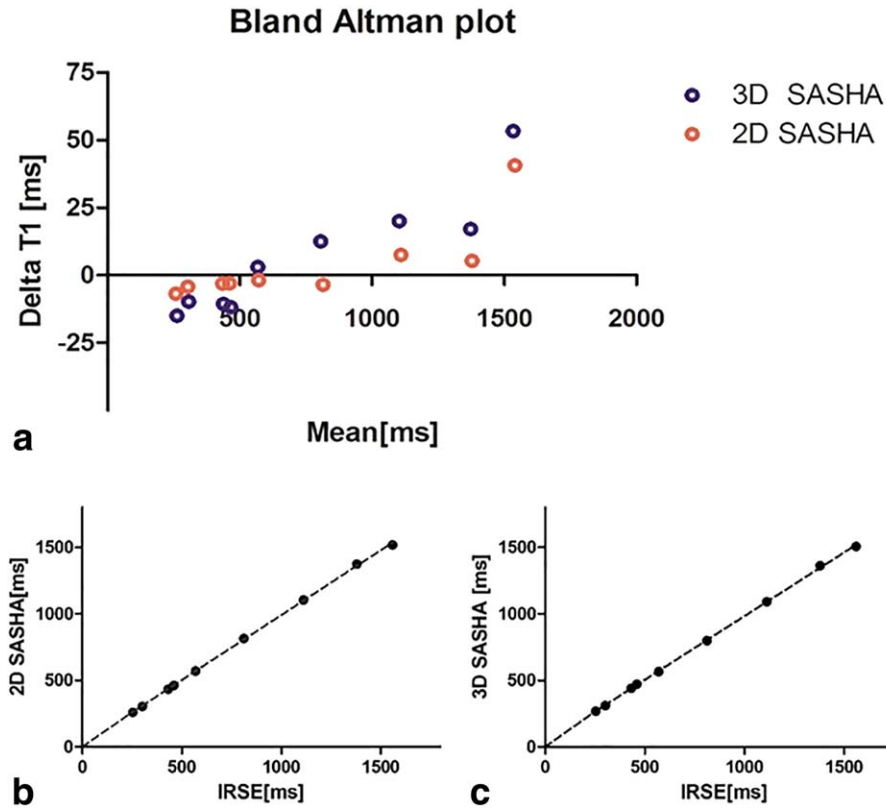 Bland Altman plot
75
50
25
0
-25
Delta T1 [ms]
500
1000
1500
2000
Mean[ms]
3D SASHA
2D SASHA
a
1500
1000
500
0
2D SASHA[ms]
0
500
1000
1500
IRSE[ms]
b
1500
1000
500
0
3D SASHA [ms]
0
500
1000
1500
IRSE[ms]
c